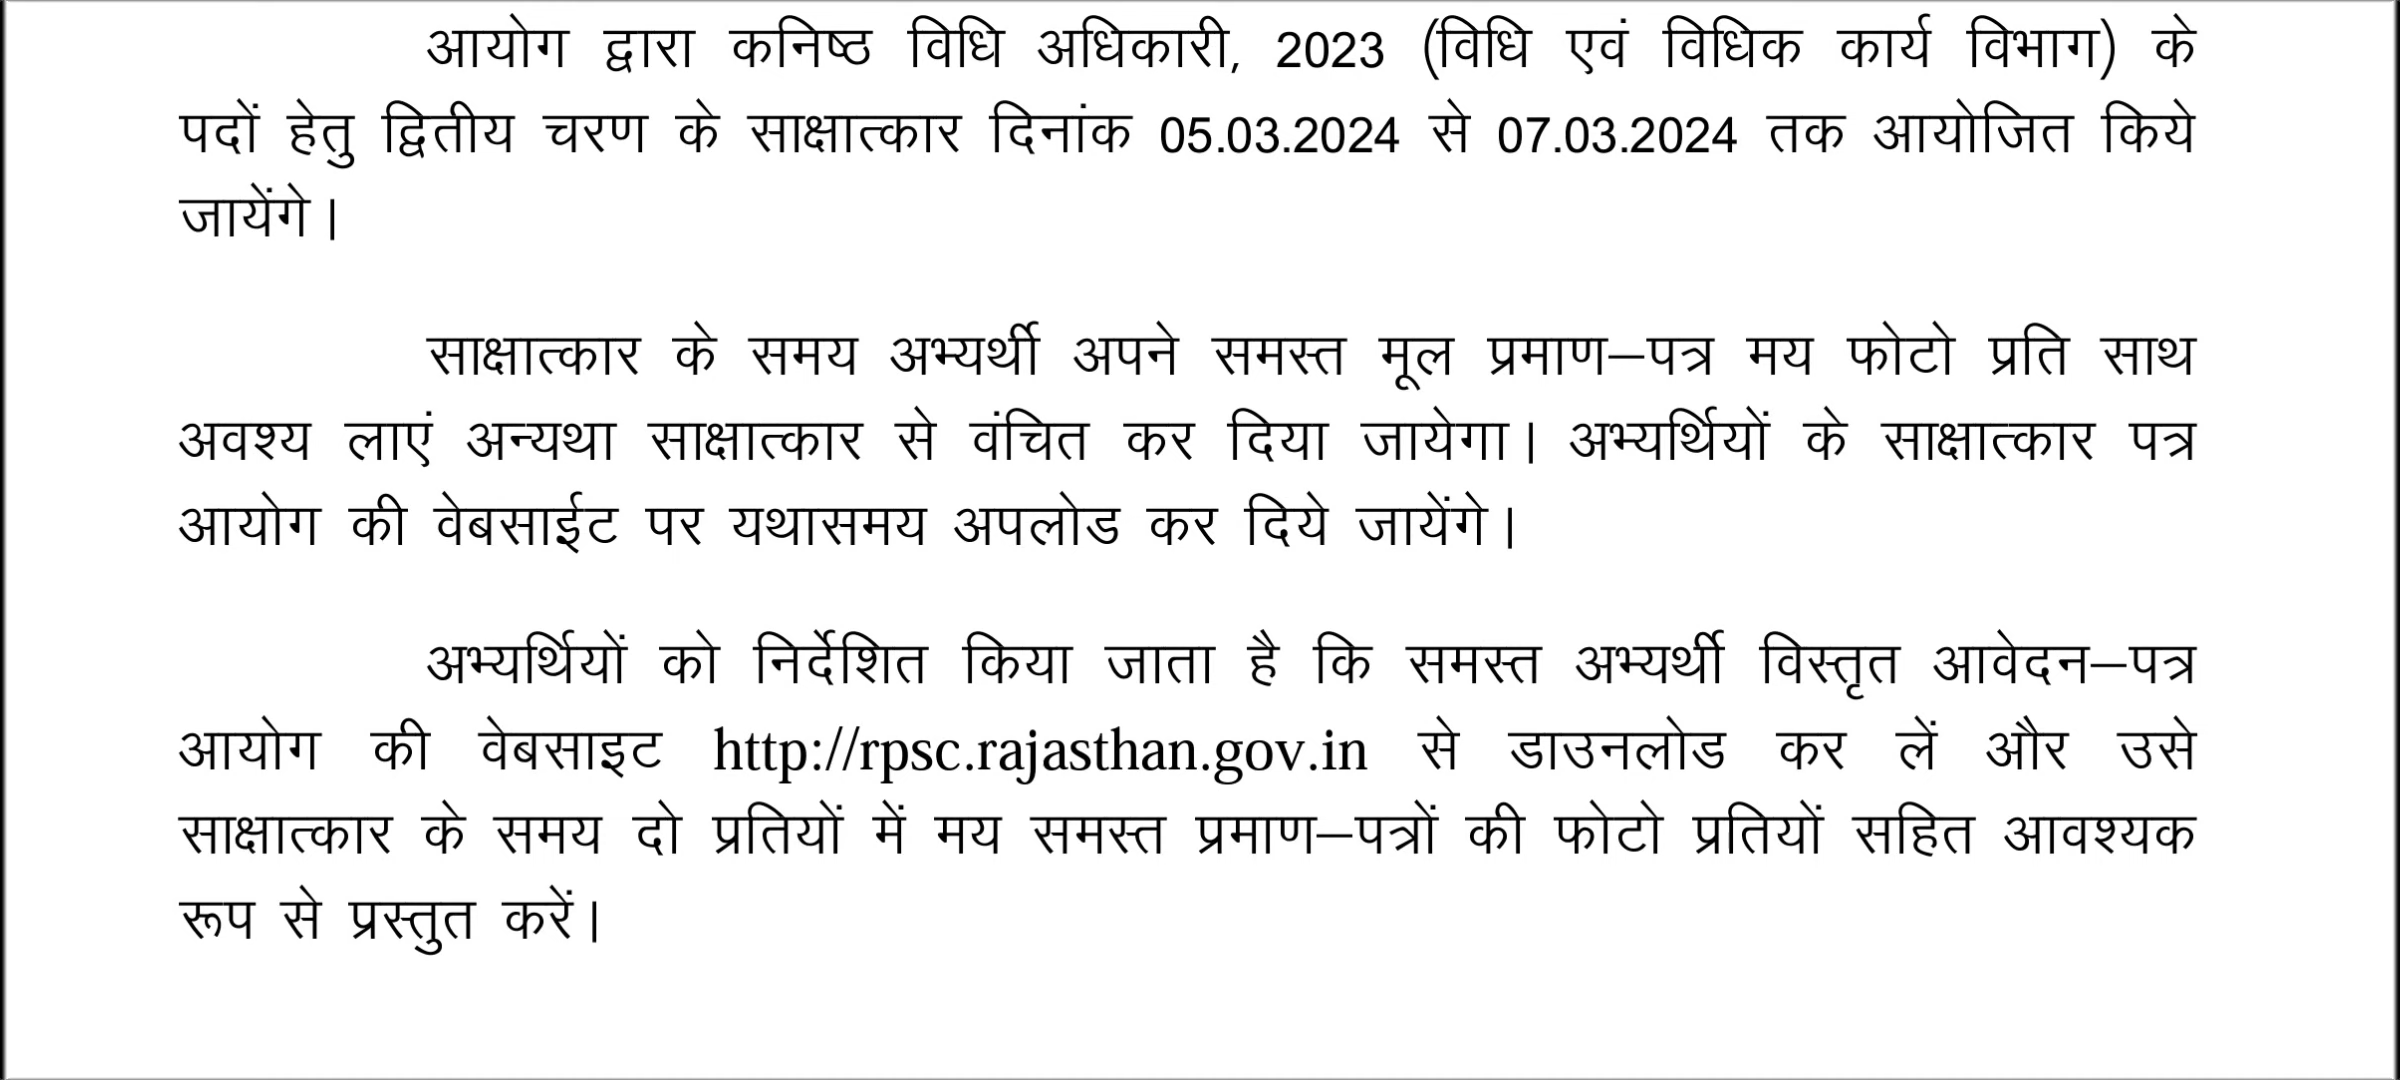 आयोग द्वारा कनिष्ठ विधि अधिकारी, 2023 (विधि एवं विधिक कार्य विभाग) के
पदों हेतु द्वितीय चरण के साक्षात्कार दिनांक 05.03.2024 से 07.03.2024 तक आयोजित किये
जायेंगे।
साक्षात्कार के समय अभ्यर्थी अपने समस्त मूल प्रमाण–पत्र मय फोटो प्रति साथ
अवश्य लाएं अन्यथा साक्षात्कार से वंचित कर दिया जायेगा। अभ्यर्थियों के साक्षात्कार पत्र
आयोग की वेबसाईट पर यथासमय अपलोड कर दिये जायेंगे।
अभ्यर्थियों को निर्देशित किया जाता है कि समस्त अभ्यर्थी विस्तृत आवेदन–पत्र
आयोग की वेबसाइट http://rpsc.rajasthan.gov.in से डाउनलोड कर लें और उसे
साक्षात्कार के समय दो प्रतियों में मय समस्त प्रमाण–पत्रों की फोटो प्रतियों सहित आवश्यक
रूप से प्रस्तुत करें।